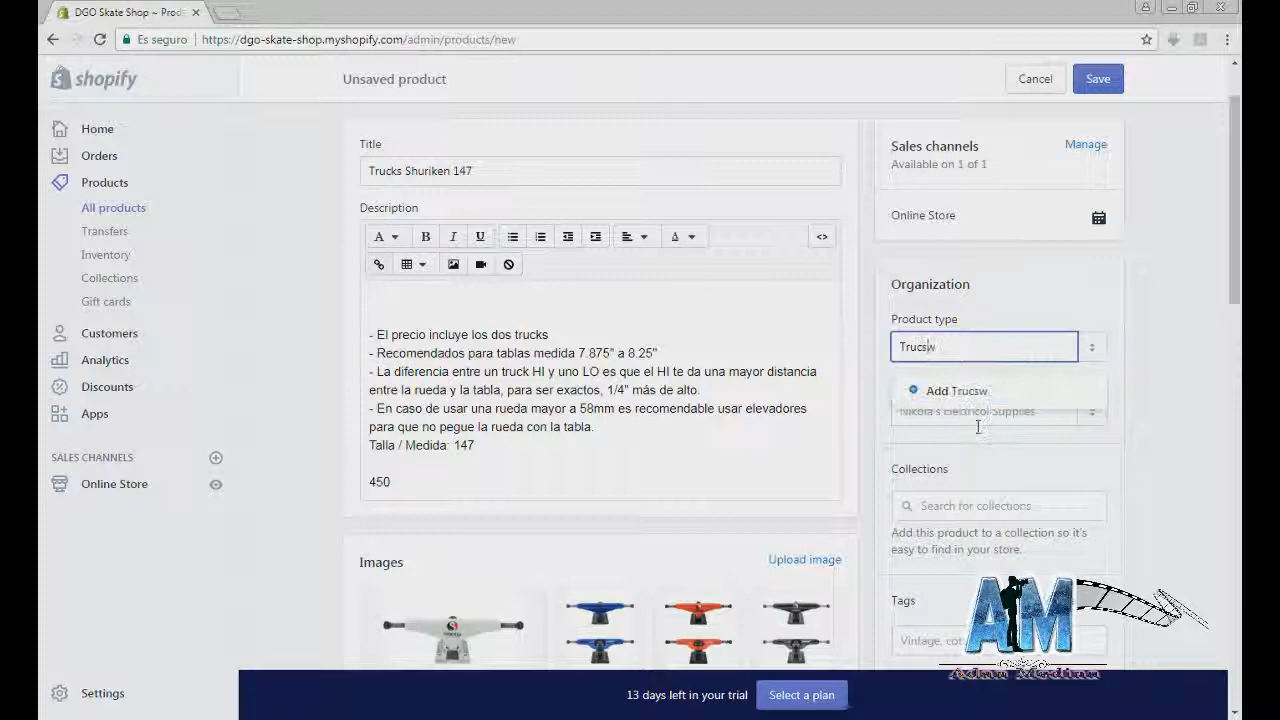 DGO Skate Shop ~ Prod
Es seguro
https://dgo-skate-shop.myshopify.com/admin/products/new
shopify
Unsaved product
Cancel
Save
Home
Orders
Products
All products
Transfers
Inventory
Collections
Gift cards
Customers
Analytics
Discounts
Apps
SALES CHANNELS
Online Store
Settings
Title
Trucks Shuriken 147
Description
A
B
I
U
A
<>
- El precio incluye los dos trucks
- Recomendados para tablas medida 7.875" a 8.25"
- La diferencia entre un truck HI y uno LO es que el HI te da una mayor distancia
entre la rueda y la tabla, para ser exactos, 1/4" más de alto.
- En caso de usar una rueda mayor a 58mm es recomendable usar elevadores
para que no pegue la rueda con la tabla.
Talla / Medida: 147
450
Images
Upload image
Sales channels
Manage
Available on 1 of 1
Online Store
Organization
Product type
Trucsw
Add Trucsw
Nikola's Electrical Supplies
Collections
Search for collections
Add this product to a collection so it's
easy to find in your store.
Tags
Vintage, cot
AM
Adan Medina
13 days left in your trial
Select a plan